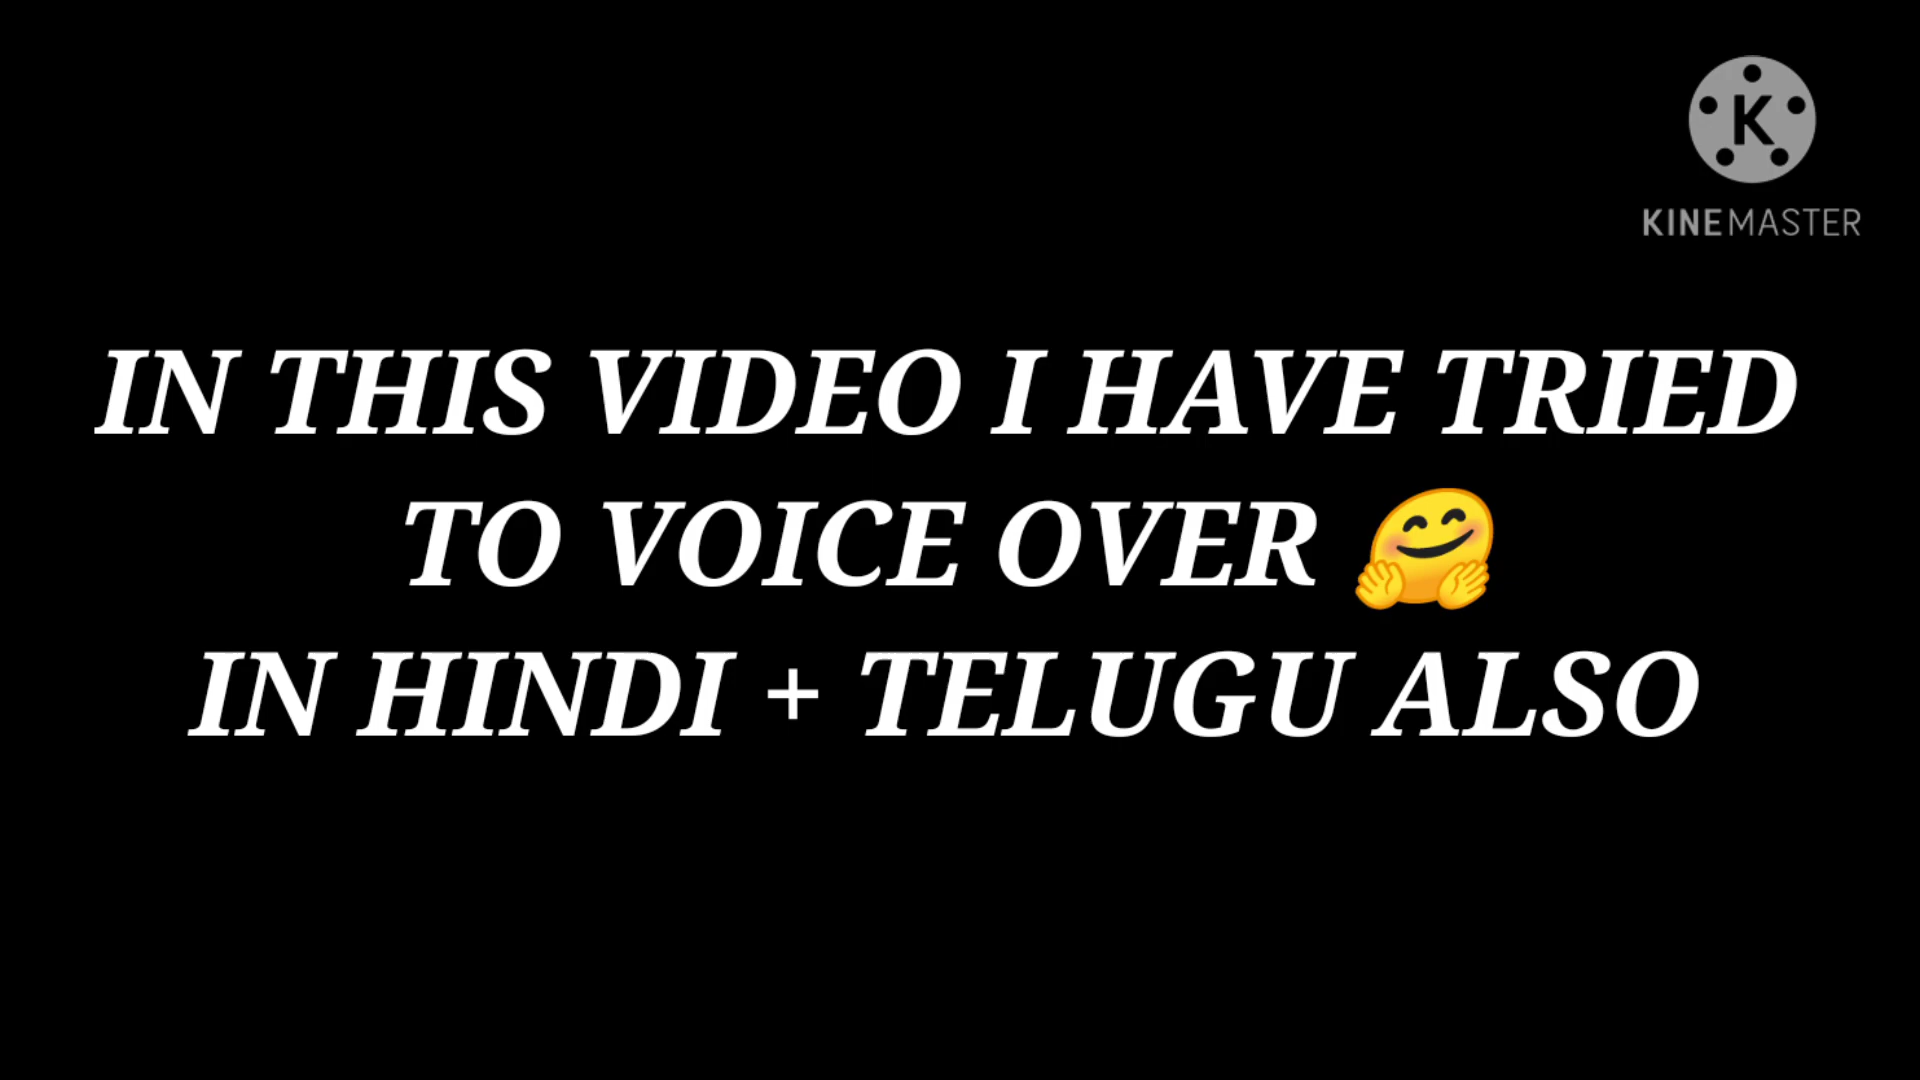 K
KINEMASTER
IN THIS VIDEO I HAVE TRIED
TO VOICE OVER 🤗
IN HINDI + TELUGU ALSO